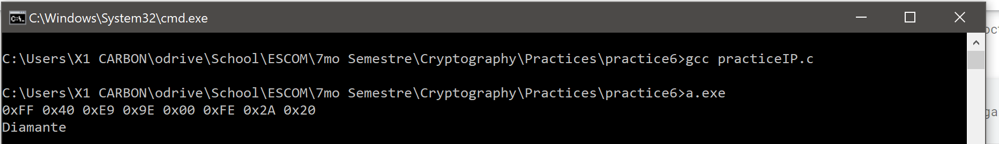 C:\Windows\System32\cmd.exe
C:\Users\X1 CARBON\odrive\School\ESCOM\7mo Semestre\Cryptography\Practices\practice6>gcc practiceIP.c
C:\Users\X1 CARBON\odrive\School\ESCOM\7mo Semestre\Cryptography\Practices\practice6>a.exe
0xFF 0x40 0xE9 0x9E 0x00 0xFE 0x2A 0x20
Diamante